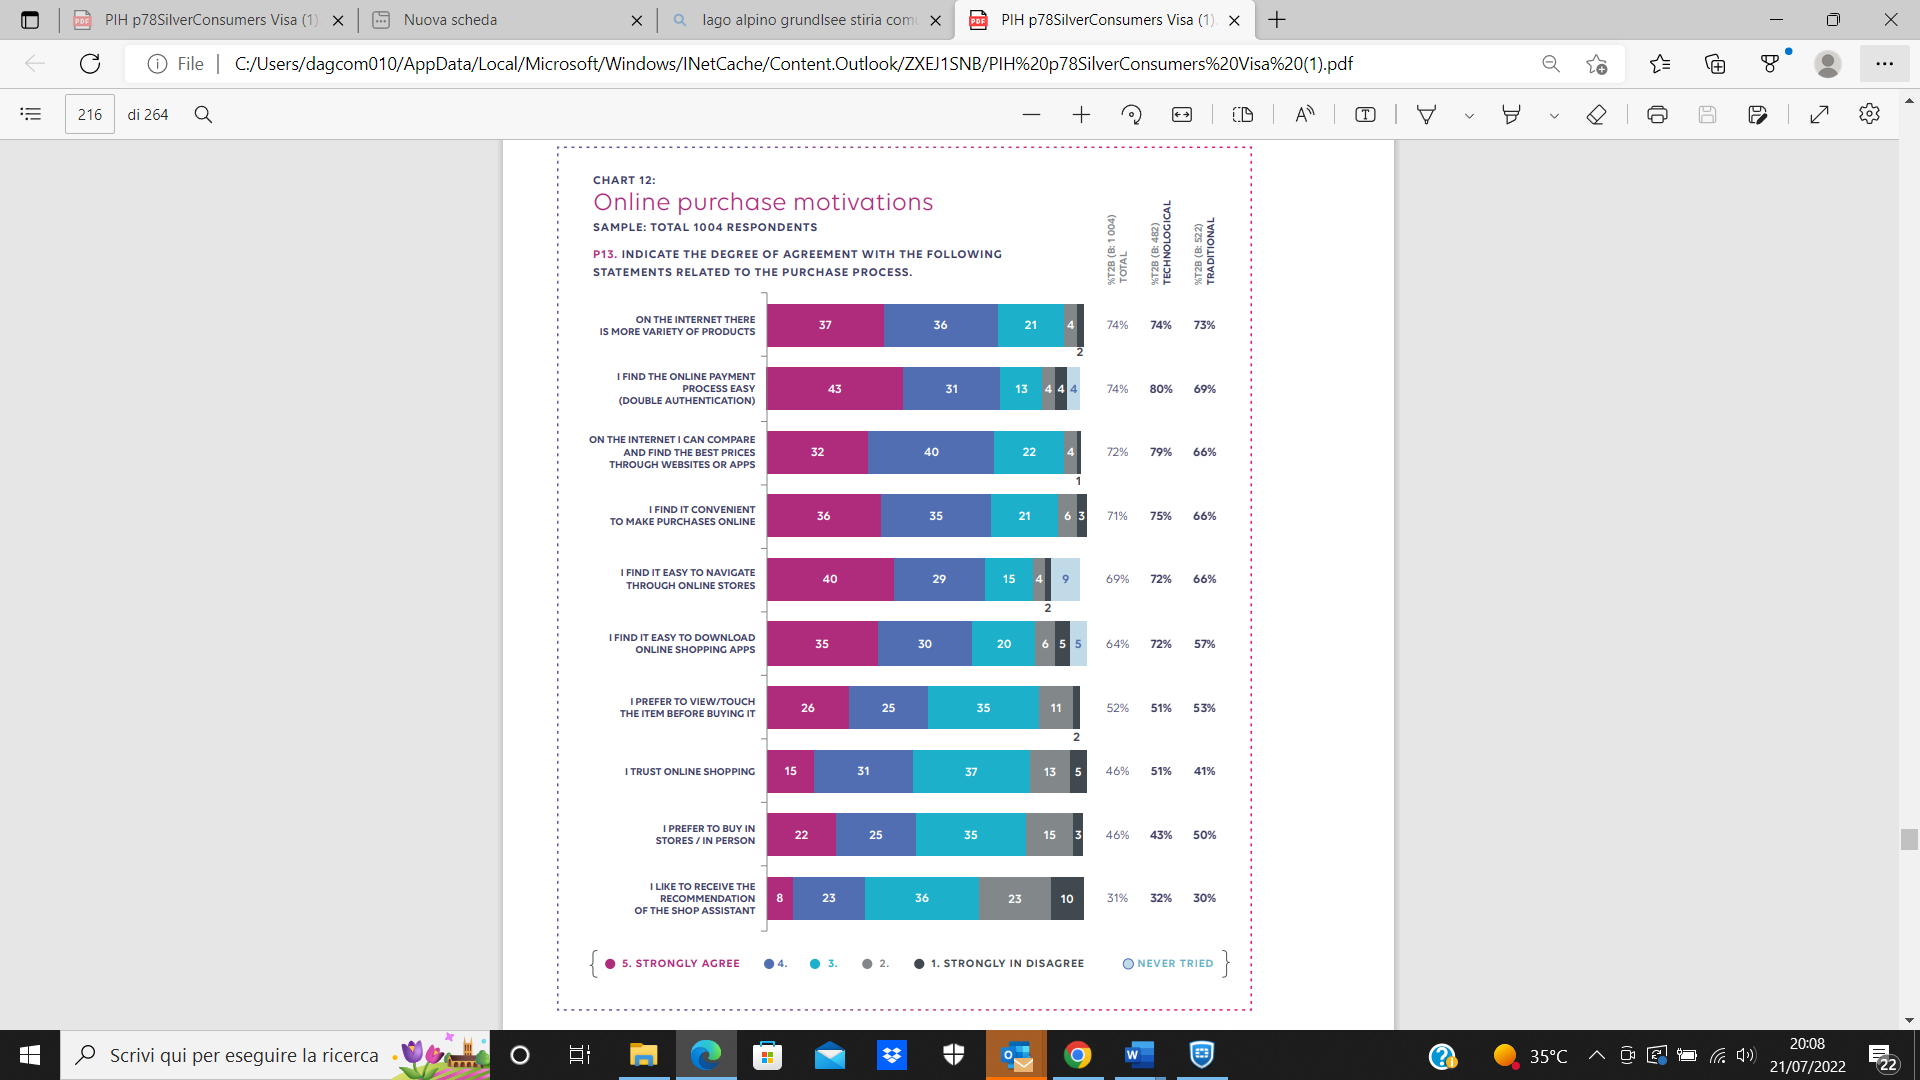 PIH p78SilverConsumers Visa (1)
Nuova scheda
lago alpino grundlsee stiria com
PIH p78SilverConsumers Visa (1)
File
C:/Users/dagcom010/AppData/Local/Microsoft/Windows/INetCache/Content.Outlook/ZXEJ1SNB/PIH%20p78SilverConsumers%20Visa%20(1).pdf
216 di 264
CHART 12:
Online purchase motivations
SAMPLE: TOTAL 1004 RESPONDENTS
P13. INDICATE THE DEGREE OF AGREEMENT WITH THE FOLLOWING
STATEMENTS RELATED TO THE PURCHASE PROCESS.
%T2B (B: 1 004)
TOTAL
%T2B (B: 482)
TECHNOLOGICAL
%T2B (B: 522)
TRADITIONAL
ON THE INTERNET THERE
IS MORE VARIETY OF PRODUCTS
37 36 21 4 2 74% 74% 73%
I FIND THE ONLINE PAYMENT
PROCESS EASY
(DOUBLE AUTHENTICATION)
43 31 13 4 4 4 74% 80% 69%
ON THE INTERNET I CAN COMPARE
AND FIND THE BEST PRICES
THROUGH WEBSITES OR APPS
32 40 22 4 1 72% 79% 66%
I FIND IT CONVENIENT
TO MAKE PURCHASES ONLINE
36 35 21 6 3 71% 75% 66%
I FIND IT EASY TO NAVIGATE
THROUGH ONLINE STORES
40 29 15 4 2 9 69% 72% 66%
I FIND IT EASY TO DOWNLOAD
ONLINE SHOPPING APPS
35 30 20 6 5 5 64% 72% 57%
I PREFER TO VIEW/TOUCH
THE ITEM BEFORE BUYING IT
26 25 35 11 2 52% 51% 53%
I TRUST ONLINE SHOPPING
15 31 37 13 5 46% 51% 41%
I PREFER TO BUY IN
STORES / IN PERSON
22 25 35 15 3 46% 43% 50%
I LIKE TO RECEIVE THE
RECOMMENDATION
OF THE SHOP ASSISTANT
8 23 36 23 10 31% 32% 30%
5. STRONGLY AGREE 4. 3. 2. 1. STRONGLY IN DISAGREE NEVER TRIED
Scrivi qui per eseguire la ricerca
35°C
20:08
21/07/2022
22